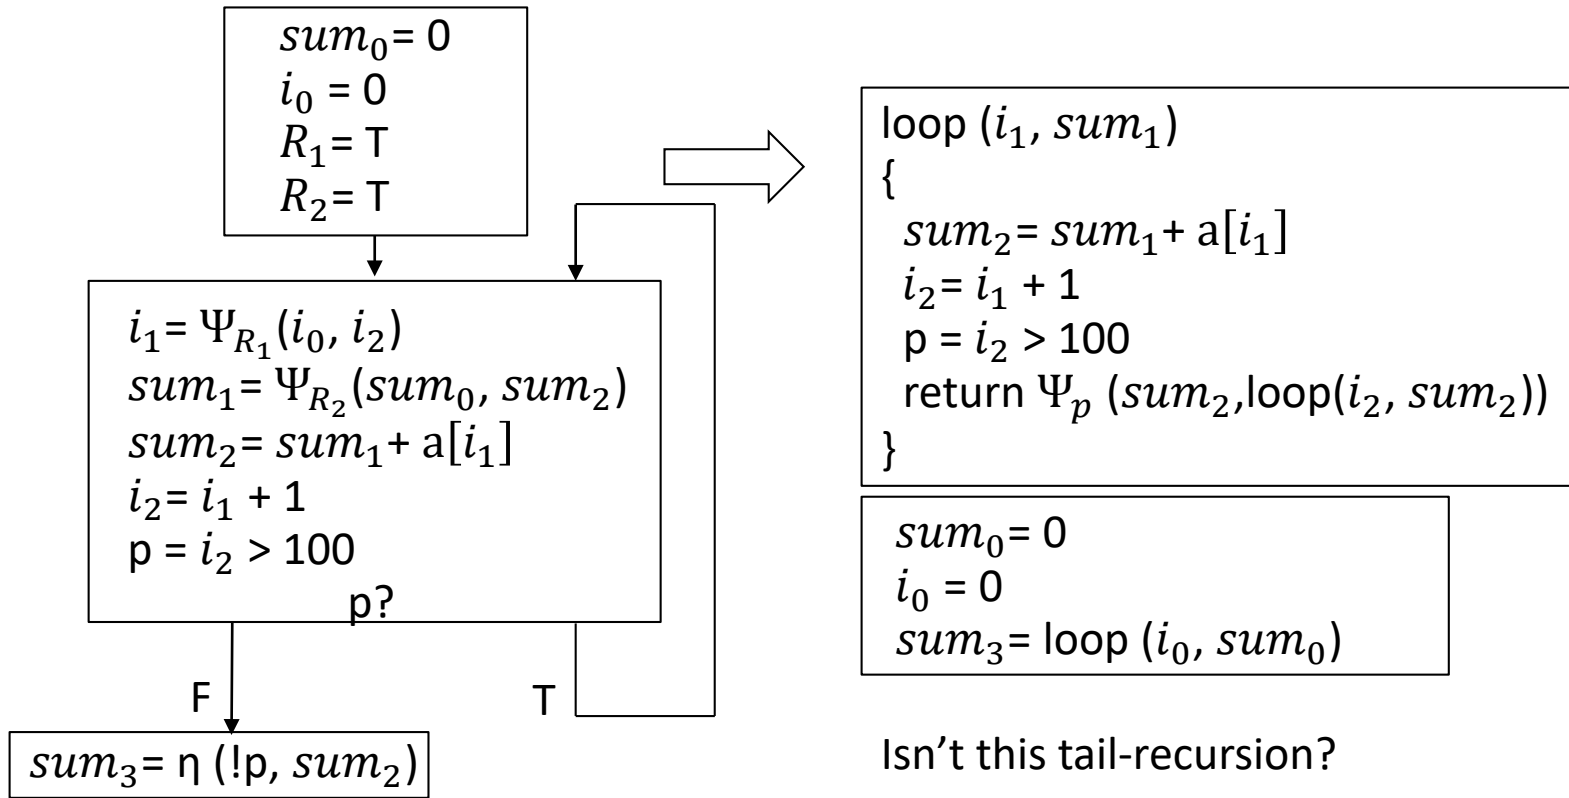 sum₀= 0
i₀ = 0
R₁= T
R₂= T
i₁= Ψ_R₁(i₀, i₂)
sum₁= Ψ_R₂(sum₀, sum₂)
sum₂= sum₁+ a[i₁]
i₂= i₁ + 1
p = i₂ > 100
p?
F
T
sum₃= η (!p, sum₂)
loop (i₁, sum₁)
{
sum₂= sum₁+ a[i₁]
i₂= i₁ + 1
p = i₂ > 100
return Ψₚ (sum₂,loop(i₂, sum₂))
}
sum₀= 0
i₀ = 0
sum₃= loop (i₀, sum₀)
Isn’t this tail-recursion?